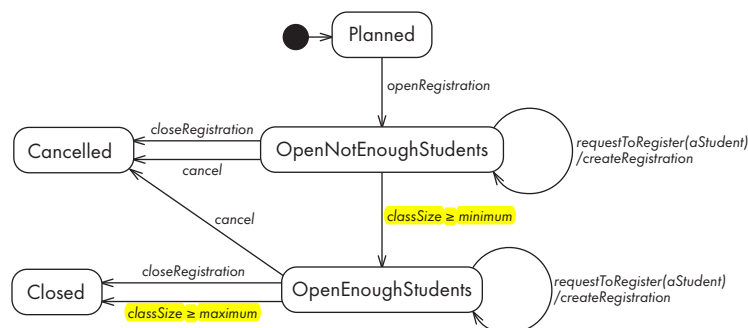 Planned
openRegistration
closeRegistration
Cancelled
OpenNotEnoughStudents
requestToRegister(aStudent)
/createRegistration
cancel
cancel
classSize ≥ minimum
closeRegistration
Closed
OpenEnoughStudents
requestToRegister(aStudent)
/createRegistration
classSize ≥ maximum